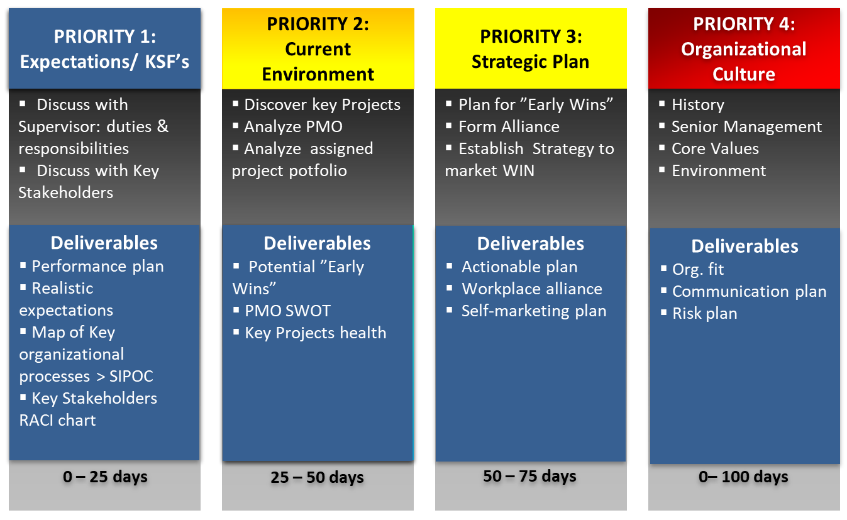 PRIORITY 1:
Expectations/ KSF’s
▪ Discuss with
Supervisor: duties &
responsibilities
▪ Discuss with Key
Stakeholders
Deliverables
▪ Performance plan
▪ Realistic
expectations
▪ Map of Key
organizational
processes > SIPOC
▪ Key Stakeholders
RACI chart
0 – 25 days
PRIORITY 2:
Current
Environment
▪ Discover key Projects
▪ Analyze PMO
▪ Analyze assigned
project potfolio
Deliverables
▪ Potential ”Early
Wins”
▪ PMO SWOT
▪ Key Projects health
25 – 50 days
PRIORITY 3:
Strategic Plan
▪ Plan for ”Early Wins”
▪ Form Alliance
▪ Establish Strategy to
market WIN
Deliverables
▪ Actionable plan
▪ Workplace alliance
▪ Self-marketing plan
50 – 75 days
PRIORITY 4:
Organizational
Culture
▪ History
▪ Senior Management
▪ Core Values
▪ Environment
Deliverables
▪ Org. fit
▪ Communication plan
▪ Risk plan
0– 100 days